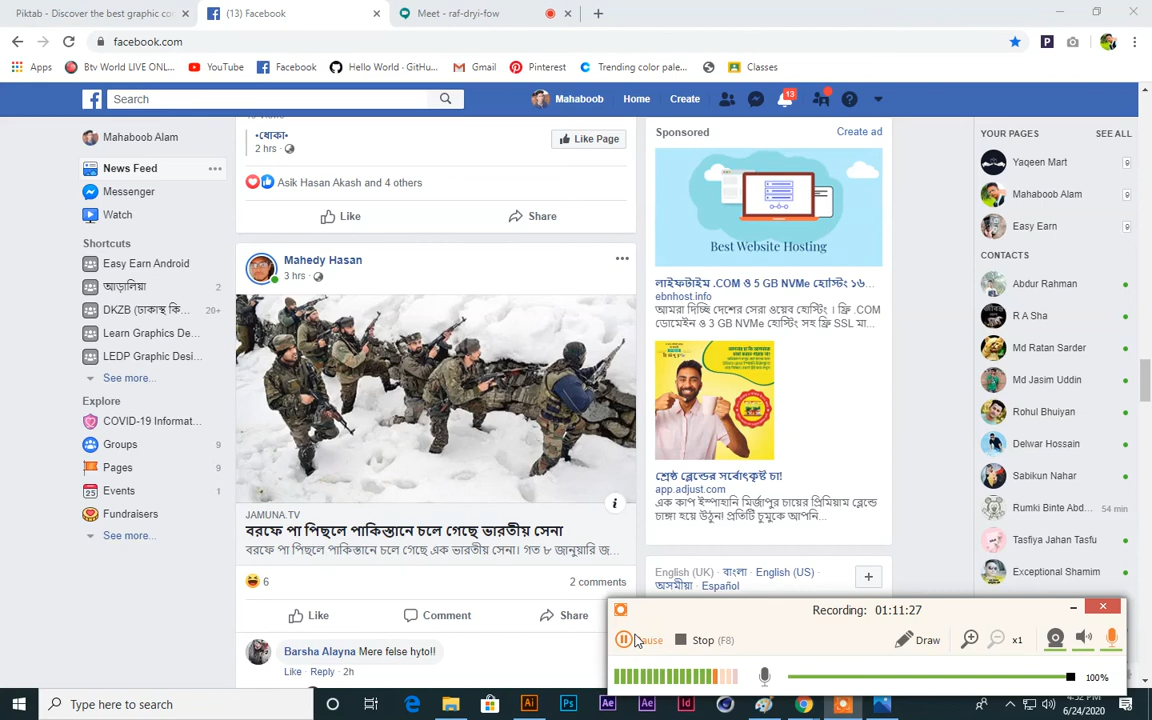 Piktab - Discover the best graphic con
(13) Facebook
Meet - raf-dryi-fow
facebook.com
Apps
Btv World LIVE ONL...
YouTube
Facebook
Hello World · GitHu...
Gmail
Pinterest
Trending color pale...
Classes
Search
Mahaboob
Home
Create
13
Mahaboob Alam
News Feed
Messenger
Watch
Shortcuts
Easy Earn Android
আড়ালিয়া 2
DKZB (ঢাকাস্থ কি... 20+
Learn Graphics De...
LEDP Graphic Desi...
See more...
Explore
COVID-19 Informat...
Groups 9
Pages 9
Events 1
Fundraisers
See more...
•ধোকা•
2 hrs ·
Like Page
Asik Hasan Akash and 4 others
Like
Share
Mahedy Hasan
3 hrs ·
JAMUNA.TV
বরফে পা পিছলে পাকিস্তানে চলে গেছে ভারতীয় সেনা
বরফে পা পিছলে পাকিস্তানে চলে গেছে এক ভারতীয় সেনা। গত ৮ জানুয়ারি জ...
6
2 comments
Like
Comment
Share
Barsha Alayna Mere felse hyto!!
Like · Reply · 2h
Sponsored
Create ad
Best Website Hosting
লাইফটাইম .COM ও 5 GB NVMe হোস্টিং ১৬...
ebnhost.info
আমরা দিচ্ছি দেশের সেরা ওয়েব হোস্টিং । ফ্রি .COM
ডোমেইন ও 3 GB NVMe হোস্টিং সহ ফ্রি SSL মা...
শ্রেষ্ঠ ব্লেন্ডের সর্বোৎকৃষ্ট চা!
app.adjust.com
এক কাপ ইস্পাহানি মির্জাপুর চায়ের প্রিমিয়াম ব্লেন্ডে
চাঙ্গা হয়ে উঠুন! প্রতিটি চুমুকে আপনি...
English (UK) · বাংলা · English (US) ·
অসমীয়া · Español
YOUR PAGES
SEE ALL
Yaqeen Mart 9
Mahaboob Alam 9
Easy Earn 9
CONTACTS
Abdur Rahman
R A Sha
Md Ratan Sarder
Md Jasim Uddin
Rohul Bhuiyan
Delwar Hossain
Sabikun Nahar
Rumki Binte Abd... 54 min
Tasfiya Jahan Tasfu
Exceptional Shamim
Recording: 01:11:27
Stop (F8)
Draw
x1
100%
Type here to search
Ai
Ps
Ae
Ae
Id
4:52 PM
6/24/2020